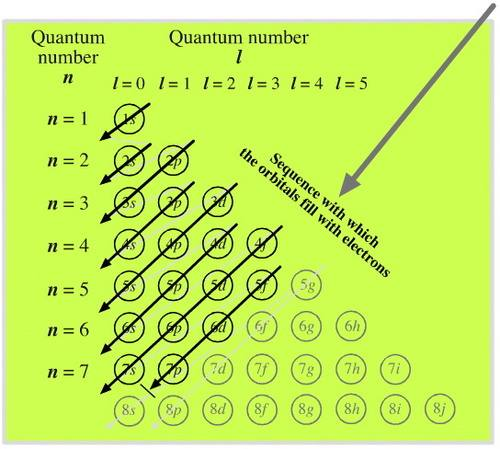 Quantum number
Quantum number
n
l
l = 0 l = 1 l = 2 l = 3 l = 4 l = 5
n = 1 1s
n = 2 2s 2p
n = 3 3s 3p 3d
n = 4 4s 4p 4d 4f
n = 5 5s 5p 5d 5f 5g
n = 6 6s 6p 6d 6f 6g 6h
n = 7 7s 7p 7d 7f 7g 7h 7i
8s 8p 8d 8f 8g 8h 8i 8j
Sequence with which
the orbitals fill with electrons